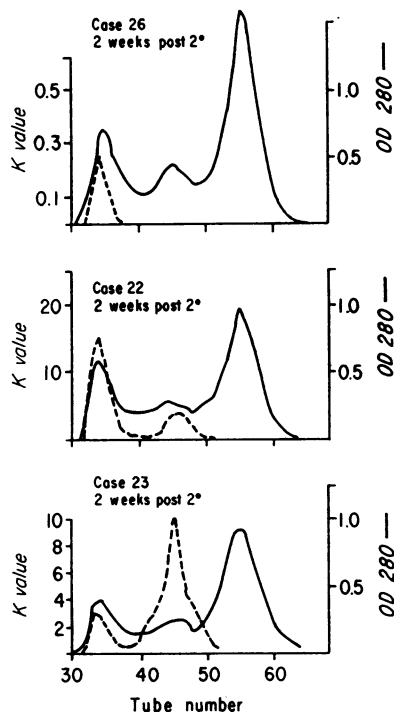 Case 26
2 weeks post 2°
0.5
0.3
0.1
K value
1.0
0.5
OD 280 —
Case 22
2 weeks post 2°
20
10
K value
1.0
0.5
OD 280 —
Case 23
2 weeks post 2°
10
8
6
4
2
K value
1.0
0.5
OD 280 —
30 40 50 60
Tube number